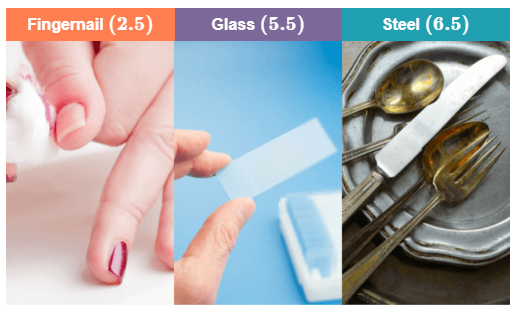 Fingernail (2.5)
Glass (5.5)
Steel (6.5)